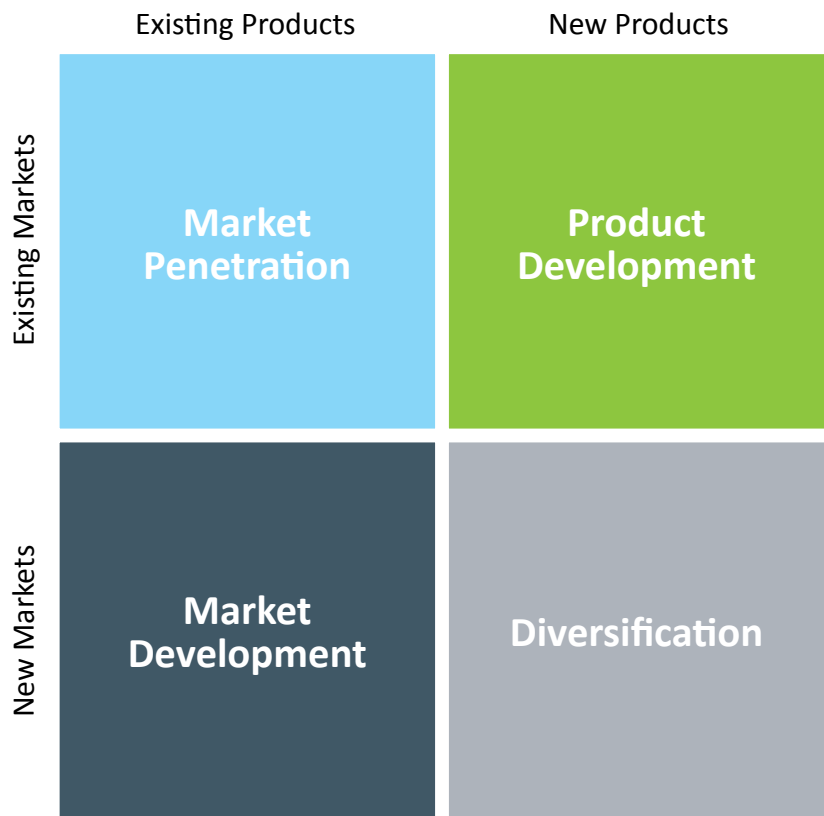 Existing Products
New Products
Existing Markets
Market
Penetration
Product
Development
New Markets
Market
Development
Diversification